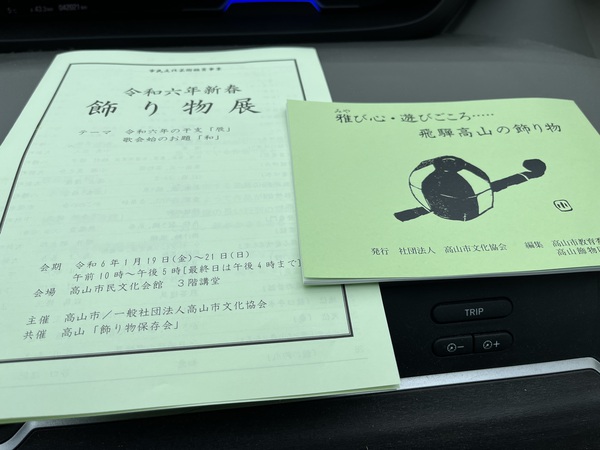 令和六年新春
飾り物展
テーマ 令和六年の干支「辰」
歌会始のお題「和」
会期 令和6年1月19日(金)～21日(日)
午前10時～午後5時[最終日は午後4時まで]
会場 高山市民文化会館 3階講堂
主催 高山市/一般社団法人高山市文化協会
共催 高山「飾り物保存会」
みや
雅び心・遊びごころ……
飛騨高山の飾り物
発行 社団法人 高山市文化協会 編集 高山市教育
高山飾物
TRIP